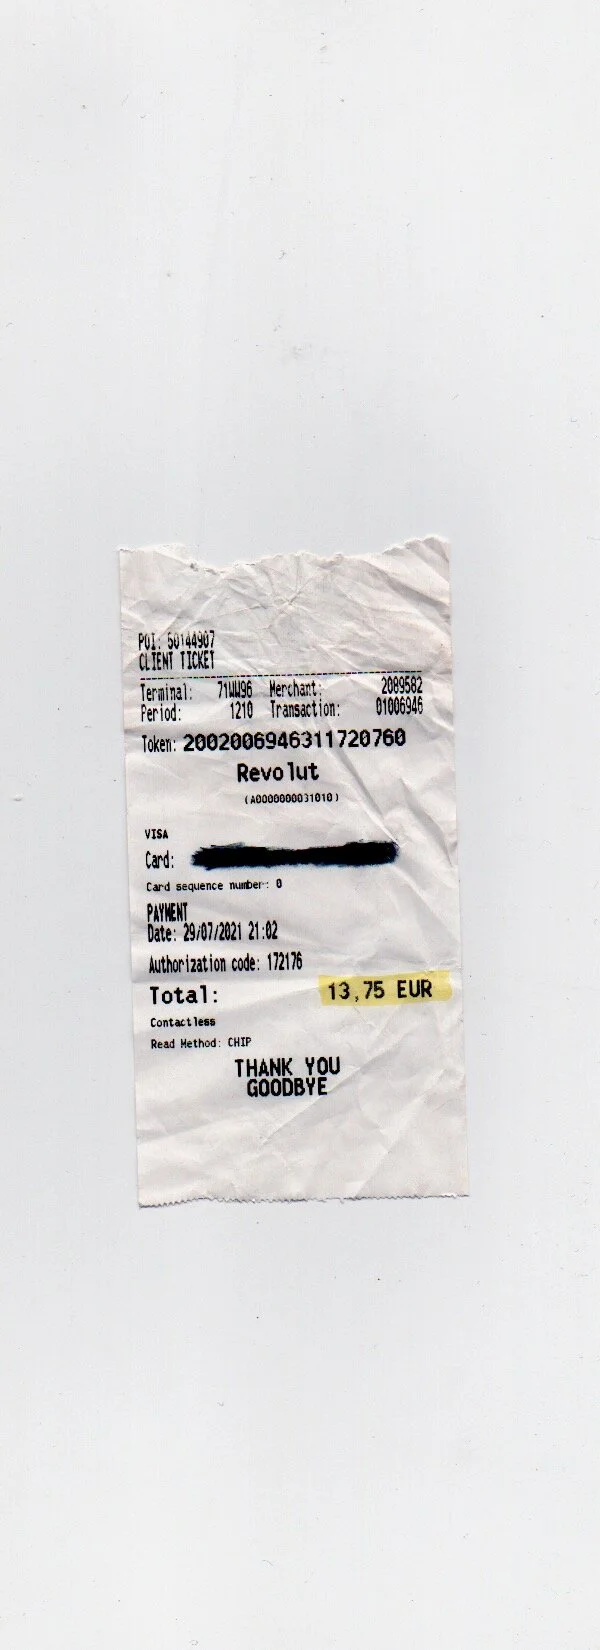 POI: 50144907
CLIENT TICKET
Terminal: 71WW96 Merchant: 2089582
Period: 1210 Transaction: 01006946
Token: 2002006946311720760
Revolut
(A0000000031010)
VISA
Card:
Card sequence number: 0
PAYMENT
Date: 29/07/2021 21:02
Authorization code: 172176
Total: 13,75 EUR
Contactless
Read Method: CHIP
THANK YOU
GOODBYE